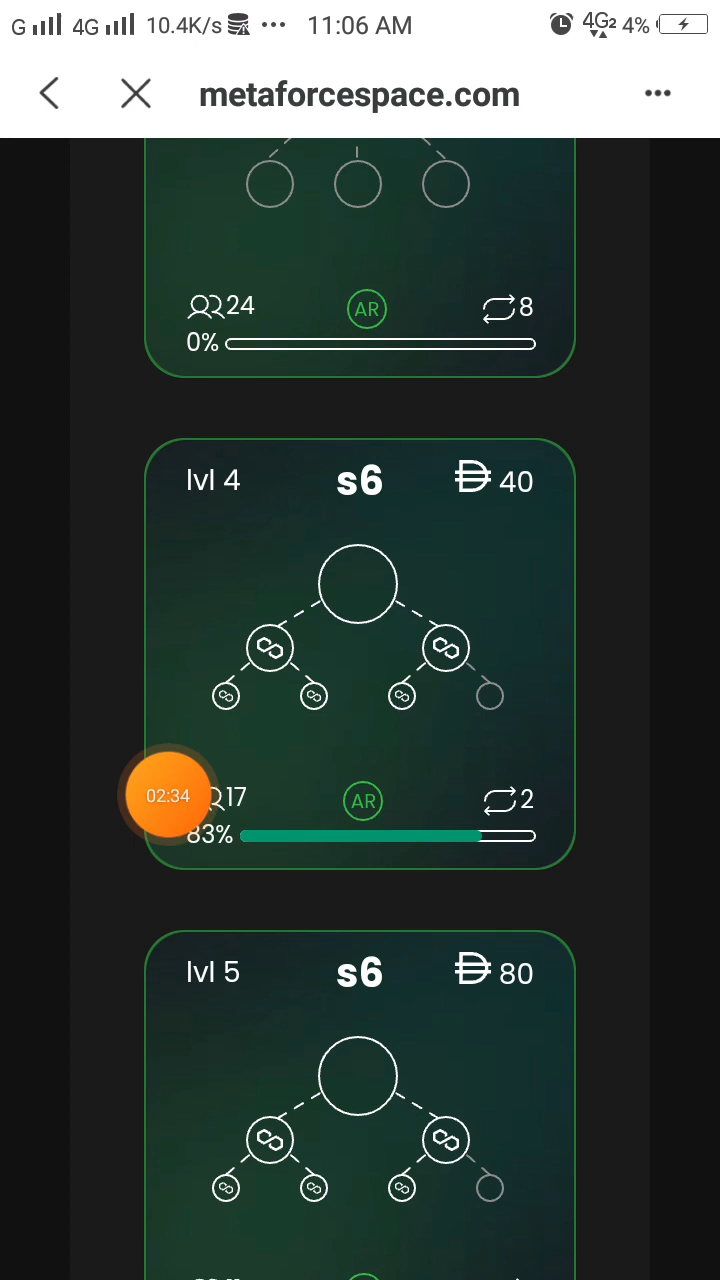 G 4G 10.4K/s ••• 11:06 AM 4G2 4%
metaforcespace.com •••
24 AR 8
0%
lvl 4 s6 40
02:34 17 AR 2
83%
lvl 5 s6 80